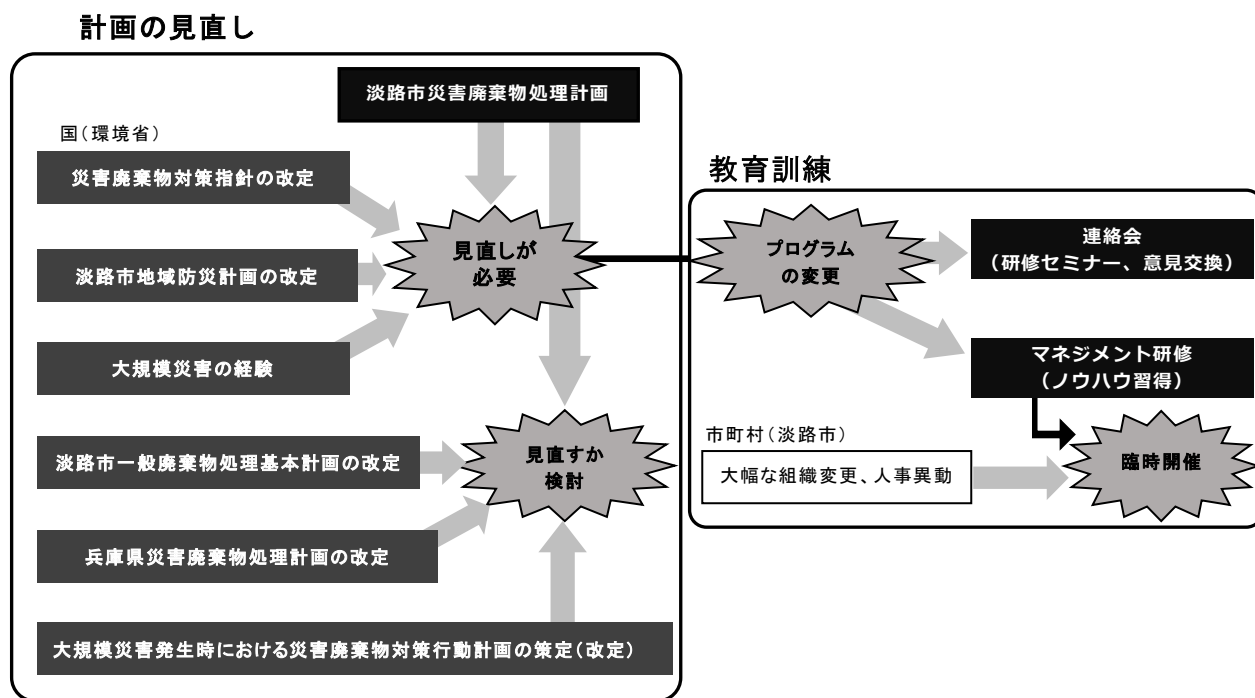 計画の見直し
淡路市災害廃棄物処理計画
国(環境省)
災害廃棄物対策指針の改定
淡路市地域防災計画の改定
大規模災害の経験
見直しが
必要
淡路市一般廃棄物処理基本計画の改定
兵庫県災害廃棄物処理計画の改定
大規模災害発生時における災害廃棄物対策行動計画の策定(改定)
見直すか
検討
教育訓練
プログラム
の変更
連絡会
(研修セミナー、意見交換)
マネジメント研修
(ノウハウ習得)
市町村(淡路市)
大幅な組織変更、人事異動
臨時開催